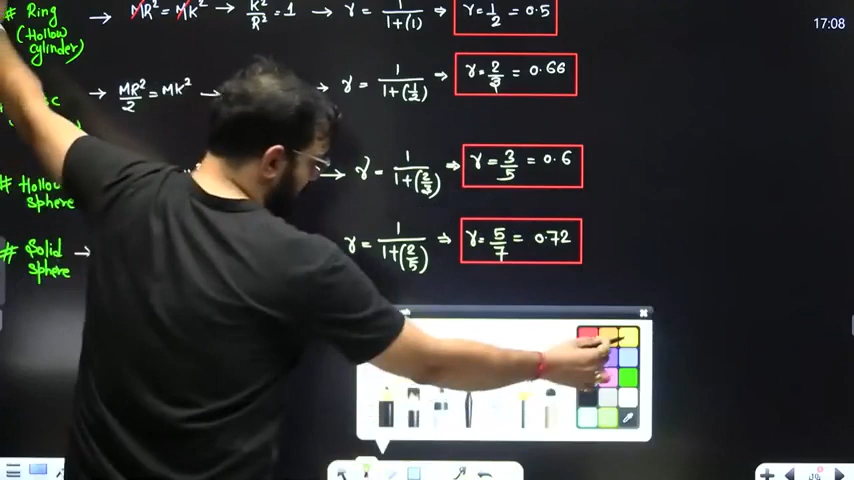 # Ring → MR² = MK² → K²/R² = 1 → γ = 1/1+(1) ⇒ γ = 1/2 = 0.5
(Hollow
cylinder)
→ MR²/2 = MK² → → γ = 1/1+(1/2) → γ = 2/3 = 0.66
# Hollow → γ = 1/1+(2/3) ⇒ γ = 3/5 = 0.6
sphere
# Solid → γ = 1/1+(2/5) ⇒ γ = 5/7 = 0.72
sphere
17:08